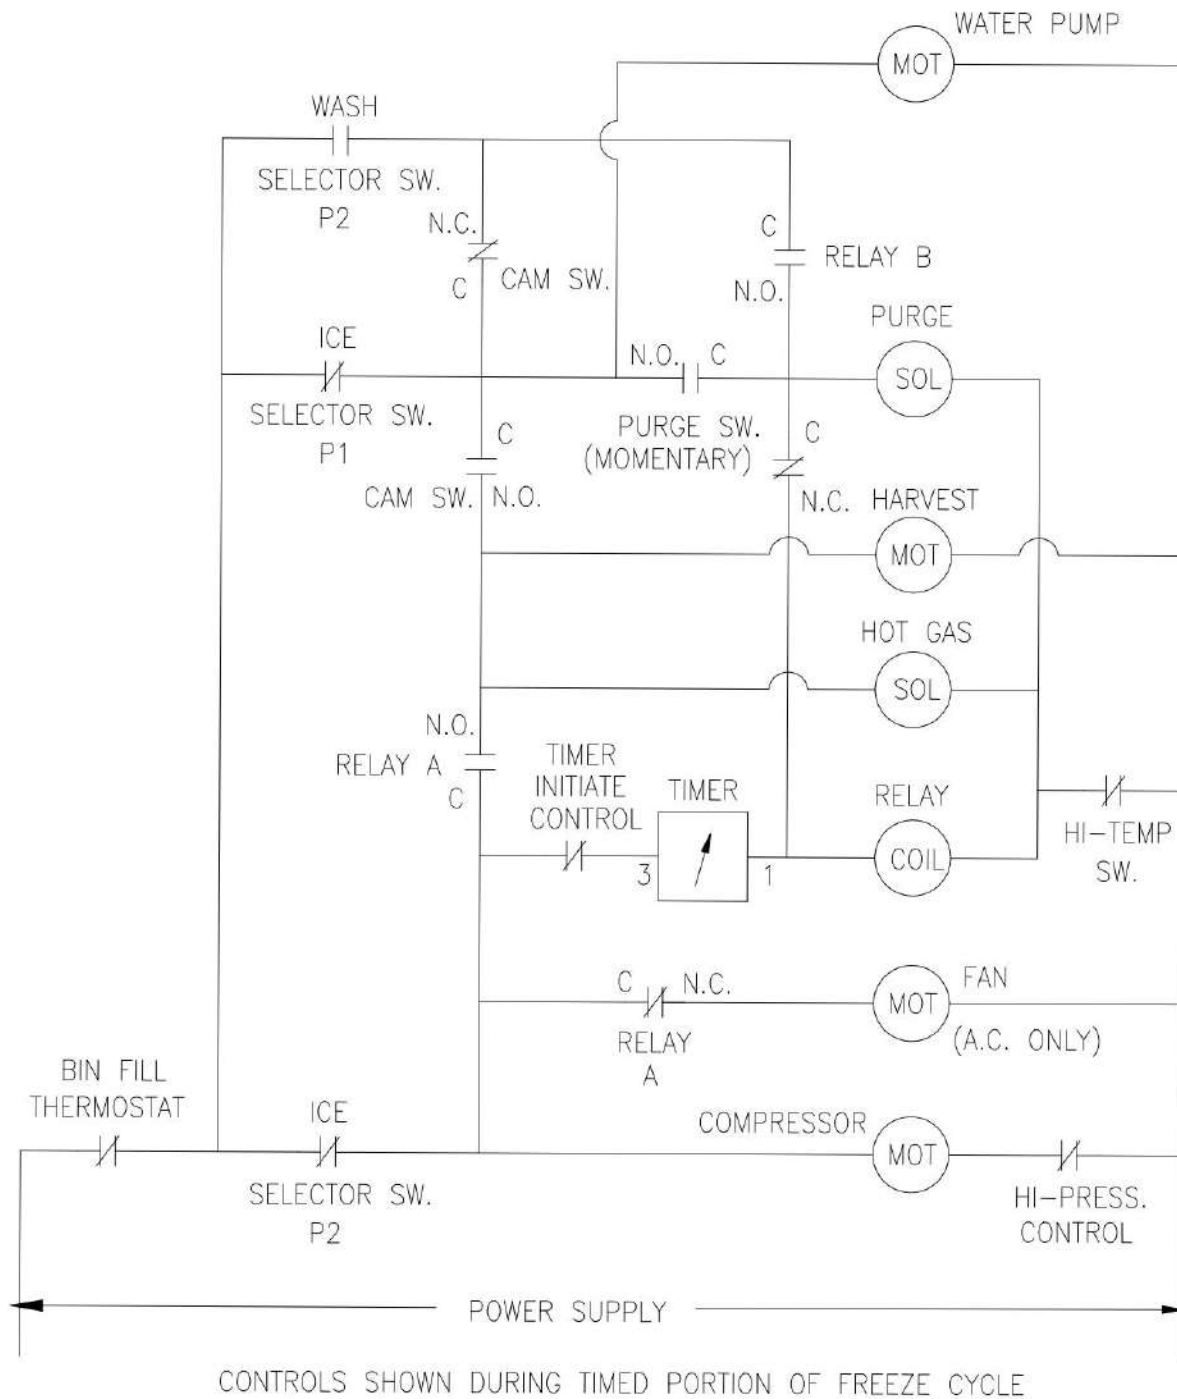 WATER PUMP
MOT
WASH
SELECTOR SW.
P2
N.C.
C
CAM SW.
C
RELAY B
N.O.
PURGE
SOL
ICE
SELECTOR SW.
P1
N.O.
C
PURGE SW.
(MOMENTARY)
C
N.C.
C
CAM SW.
N.O.
HARVEST
MOT
HOT GAS
SOL
N.O.
RELAY A
C
TIMER
INITIATE
CONTROL
TIMER
3
1
RELAY
COIL
HI-TEMP
SW.
C
N.C.
RELAY
A
FAN
MOT
(A.C. ONLY)
BIN FILL
THERMOSTAT
ICE
SELECTOR SW.
P2
COMPRESSOR
MOT
HI-PRESS.
CONTROL
POWER SUPPLY
CONTROLS SHOWN DURING TIMED PORTION OF FREEZE CYCLE